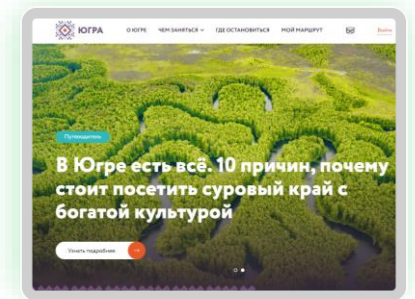 ЮГРА
О ЮГРЕ ЧЕМ ЗАНЯТЬСЯ ГДЕ ОСТАНОВИТЬСЯ МОЙ МАРШРУТ Войти
Путеводитель
В Югре есть всё. 10 причин, почему
стоит посетить суровый край с
богатой культурой
Узнать подробнее